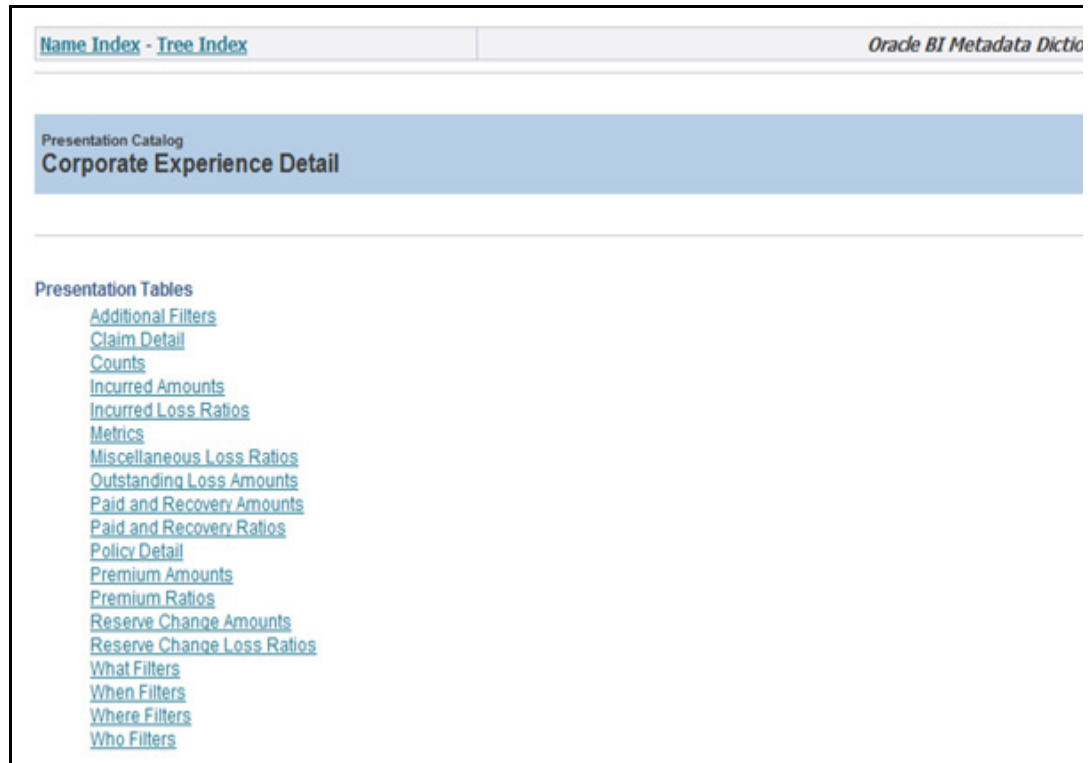 Name Index - Tree Index
Oracle BI Metadata Dictio
Presentation Catalog
Corporate Experience Detail
Presentation Tables
Additional Filters
Claim Detail
Counts
Incurred Amounts
Incurred Loss Ratios
Metrics
Miscellaneous Loss Ratios
Outstanding Loss Amounts
Paid and Recovery Amounts
Paid and Recovery Ratios
Policy Detail
Premium Amounts
Premium Ratios
Reserve Change Amounts
Reserve Change Loss Ratios
What Filters
When Filters
Where Filters
Who Filters